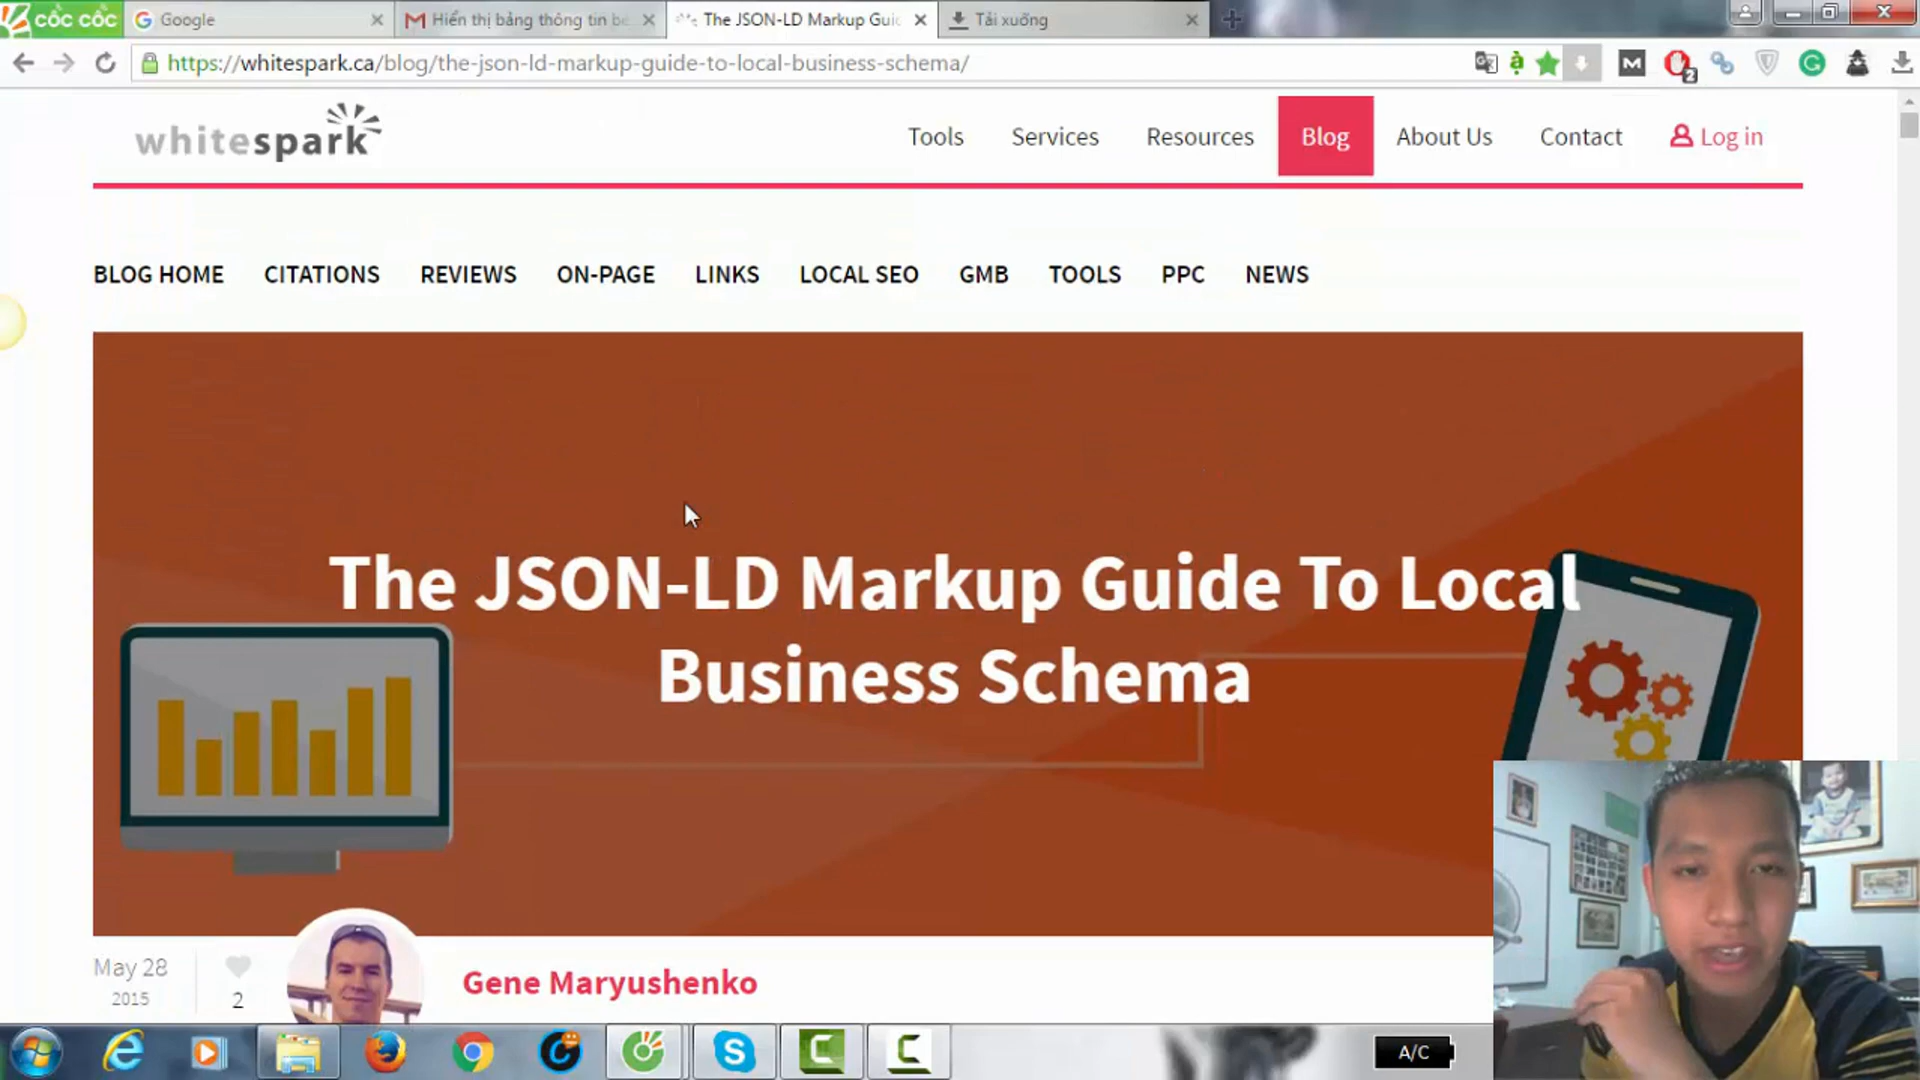 cốc cốc
Google
Hiển thị bảng thông tin bê
The JSON-LD Markup Gui
Tải xuống
https://whitespark.ca/blog/the-json-ld-markup-guide-to-local-business-schema/
2
whitespark
Tools
Services
Resources
Blog
About Us
Contact
Log in
BLOG HOME
CITATIONS
REVIEWS
ON-PAGE
LINKS
LOCAL SEO
GMB
TOOLS
PPC
NEWS
The JSON-LD Markup Guide To Local
Business Schema
May 28
2015
2
Gene Maryushenko
A/C